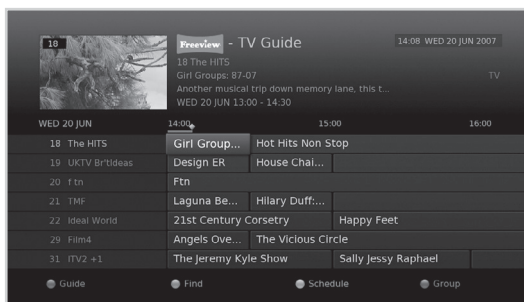 18
Freeview - TV Guide
14:08 WED 20 JUN 2007
18 The HITS
Girl Groups: 87-07
TV
Another musical trip down memory lane, this t...
WED 20 JUN 13:00 - 14:30
WED 20 JUN 14:00 15:00 16:00
18 The HITS Girl Group... Hot Hits Non Stop
19 UKTV Br'tIdeas Design ER House Chai...
20 f tn Ftn
21 TMF Laguna Be... Hilary Duff:...
22 Ideal World 21st Century Corsetry Happy Feet
29 Film4 Angels Ove... The Vicious Circle
31 ITV2 +1 The Jeremy Kyle Show Sally Jessy Raphael
Guide Find Schedule Group